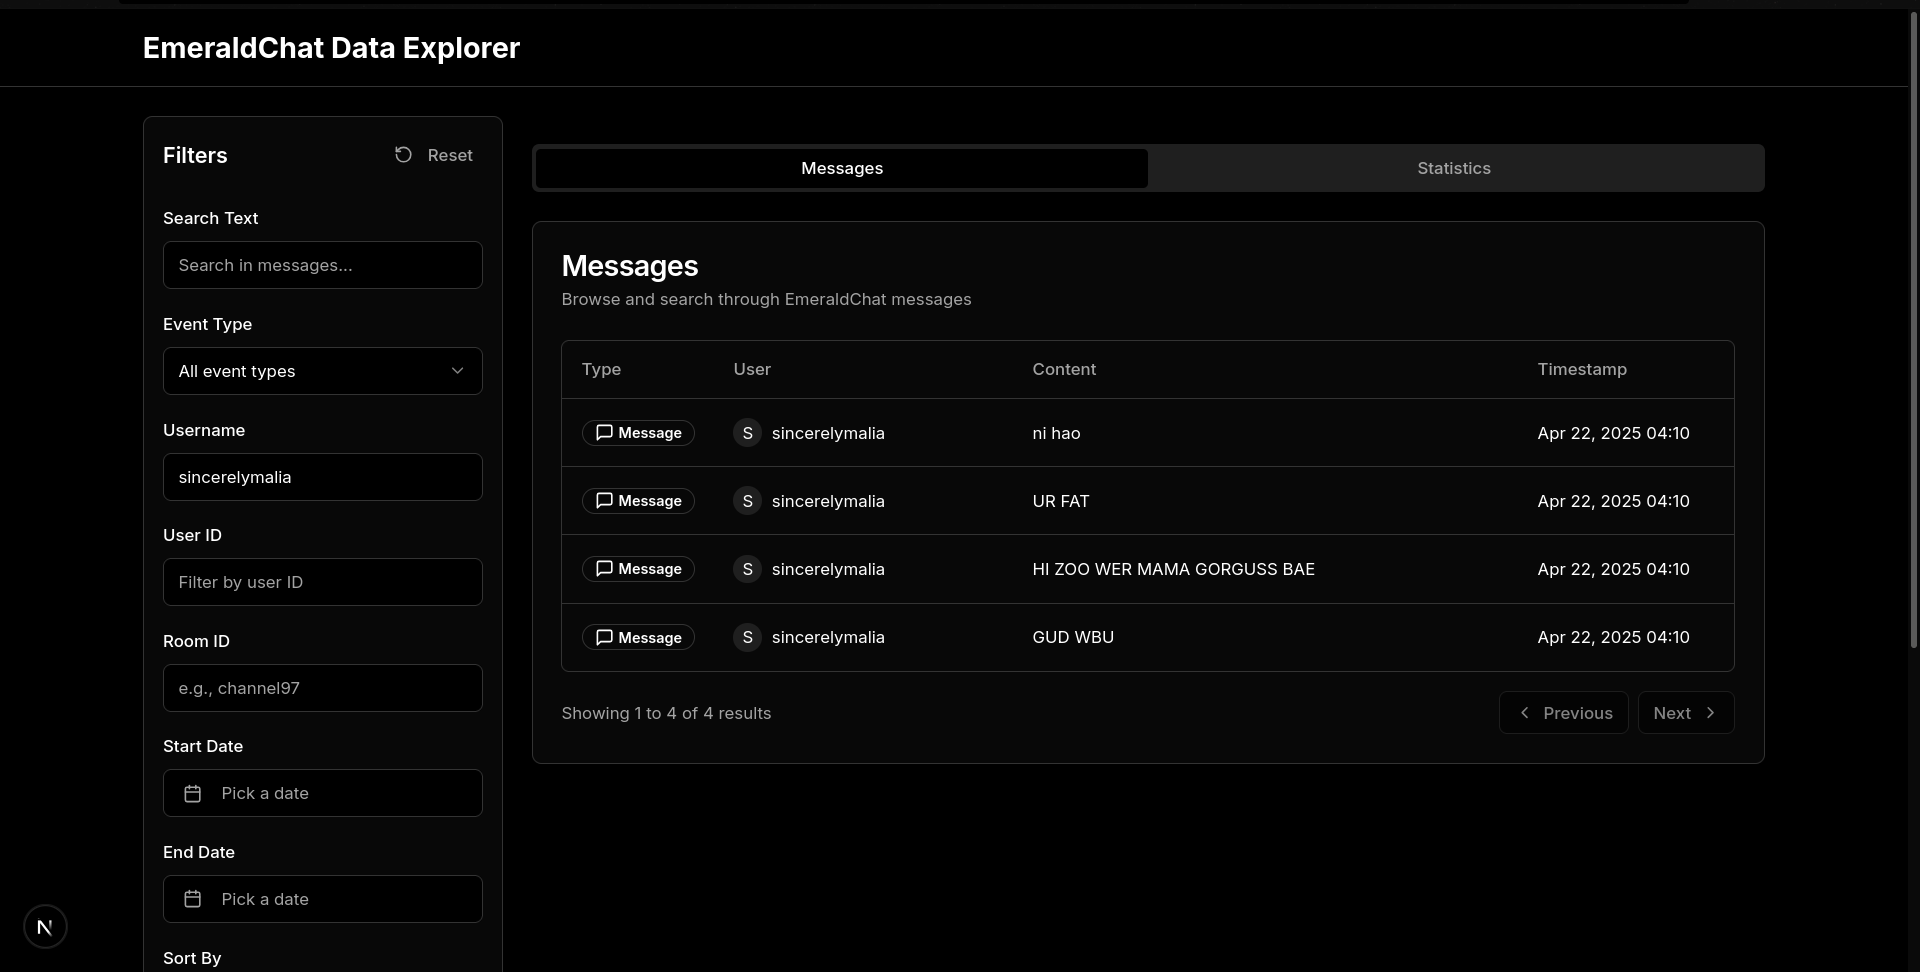 EmeraldChat Data Explorer
Filters
Reset
Search Text
Search in messages...
Event Type
All event types
Username
sincerelymalia
User ID
Filter by user ID
Room ID
e.g., channel97
Start Date
Pick a date
End Date
Pick a date
Sort By
Messages
Statistics
Messages
Browse and search through EmeraldChat messages
Type User Content Timestamp
Message S sincerelymalia ni hao Apr 22, 2025 04:10
Message S sincerelymalia UR FAT Apr 22, 2025 04:10
Message S sincerelymalia HI ZOO WER MAMA GORGUSS BAE Apr 22, 2025 04:10
Message S sincerelymalia GUD WBU Apr 22, 2025 04:10
Showing 1 to 4 of 4 results
Previous
Next
N